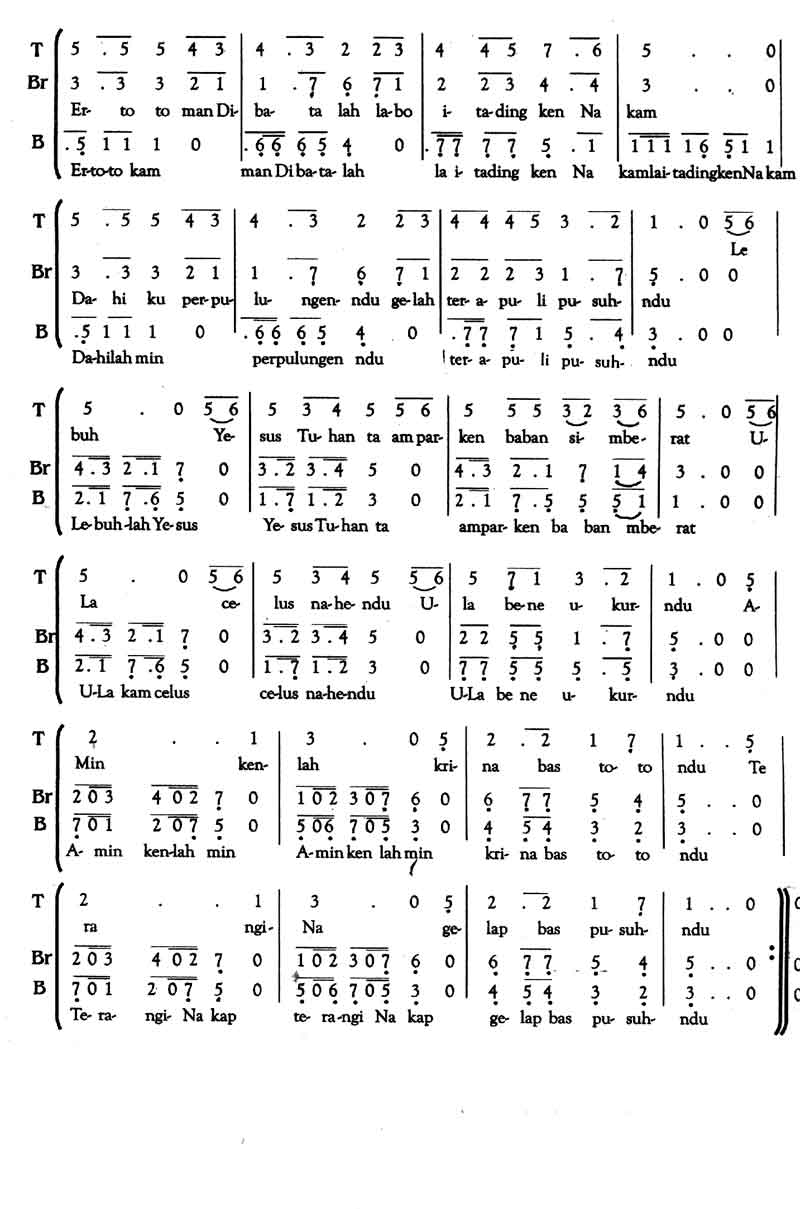 T 5 . 5 5 4 3 | 4 . 3 2 2 3 | 4 4 5 7 . 6 | 5 . . 0
Br 3 . 3 3 2 1 | 1 . 7 6 7 1 | 2 2 3 4 . 4 | 3 . . 0
Er- to to man Di- ba- ta lah la-bo i- ta-ding ken Na kam
B . 5 1 1 1 0 | . 6 6 6 5 4 0 | . 7 7 7 7 5 . 1 | 1 1 1 1 6 5 1 1
Er-to-to kam man Di ba-ta- lah la i- tading ken Na kamlai-tadingkenNa kam
T 5 . 5 5 4 3 | 4 . 3 2 2 3 | 4 4 4 5 3 . 2 | 1 . 0 5 6
Le
Br 3 . 3 3 2 1 | 1 . 7 6 7 1 | 2 2 2 3 1 . 7 | 5 . 0 0
Da- hi ku per-pu- lu- ngen- ndu ge-lah ter- a- pu- li pu- suh- ndu
B . 5 1 1 1 0 | . 6 6 6 5 4 0 | . 7 7 7 1 5 . 4 | 3 . 0 0
Da-hilah min perpulungen ndu ter- a- pu- li pu- suh- ndu
T 5 . 0 5 6 | 5 3 4 5 5 6 | 5 5 5 3 2 3 6 | 5 . 0 5 6
buh Ye- sus Tu- han ta am par- ken baban si- mbe- rat U-
Br 4 . 3 2 . 1 7 0 | 3 . 2 3 . 4 5 0 | 4 . 3 2 . 1 7 1 4 | 3 . 0 0
B 2 . 1 7 . 6 5 0 | 1 . 7 1 . 2 3 0 | 2 . 1 7 . 5 5 5 1 | 1 . 0 0
Le-buh-lah Ye-sus Ye- sus Tu-han ta ampar- ken ba ban mbe- rat
T 5 . 0 5 6 | 5 3 4 5 5 6 | 5 7 1 3 . 2 | 1 . 0 5
La ce- lus na-he- ndu U- la be-ne u- kur- ndu A-
Br 4 . 3 2 . 1 7 0 | 3 . 2 3 . 4 5 0 | 2 2 5 5 1 . 7 | 5 . 0 0
B 2 . 1 7 . 6 5 0 | 1 . 7 1 . 2 3 0 | 7 7 5 5 5 . 5 | 3 . 0 0
U-La kam celus ce-lus na-he-ndu U-La be ne u- kur- ndu
T 2 . . 1 | 3 . 0 5 | 2 . 2 1 7 | 1 . . 5
Min ken- lah kri- na bas to- to ndu Te
Br 2 0 3 4 0 2 7 0 | 1 0 2 3 0 7 6 0 | 6 7 7 5 4 | 5 . . 0
B 7 0 1 2 0 7 5 0 | 5 0 6 7 0 5 3 0 | 4 5 4 3 2 | 3 . . 0
A- min ken-lah min A-min ken lah min kri- na bas to- to ndu
T 2 . . 1 | 3 . 0 5 | 2 . 2 1 7 | 1 . . 0
ra ngi- Na ge- lap bas pu- suh- ndu
Br 2 0 3 4 0 2 7 0 | 1 0 2 3 0 7 6 0 | 6 7 7 5 4 | 5 . . 0
B 7 0 1 2 0 7 5 0 | 5 0 6 7 0 5 3 0 | 4 5 4 3 2 | 3 . . 0
Te- ra- ngi- Na kap te- ra-ngi Na kap ge- lap bas pu- suh- ndu